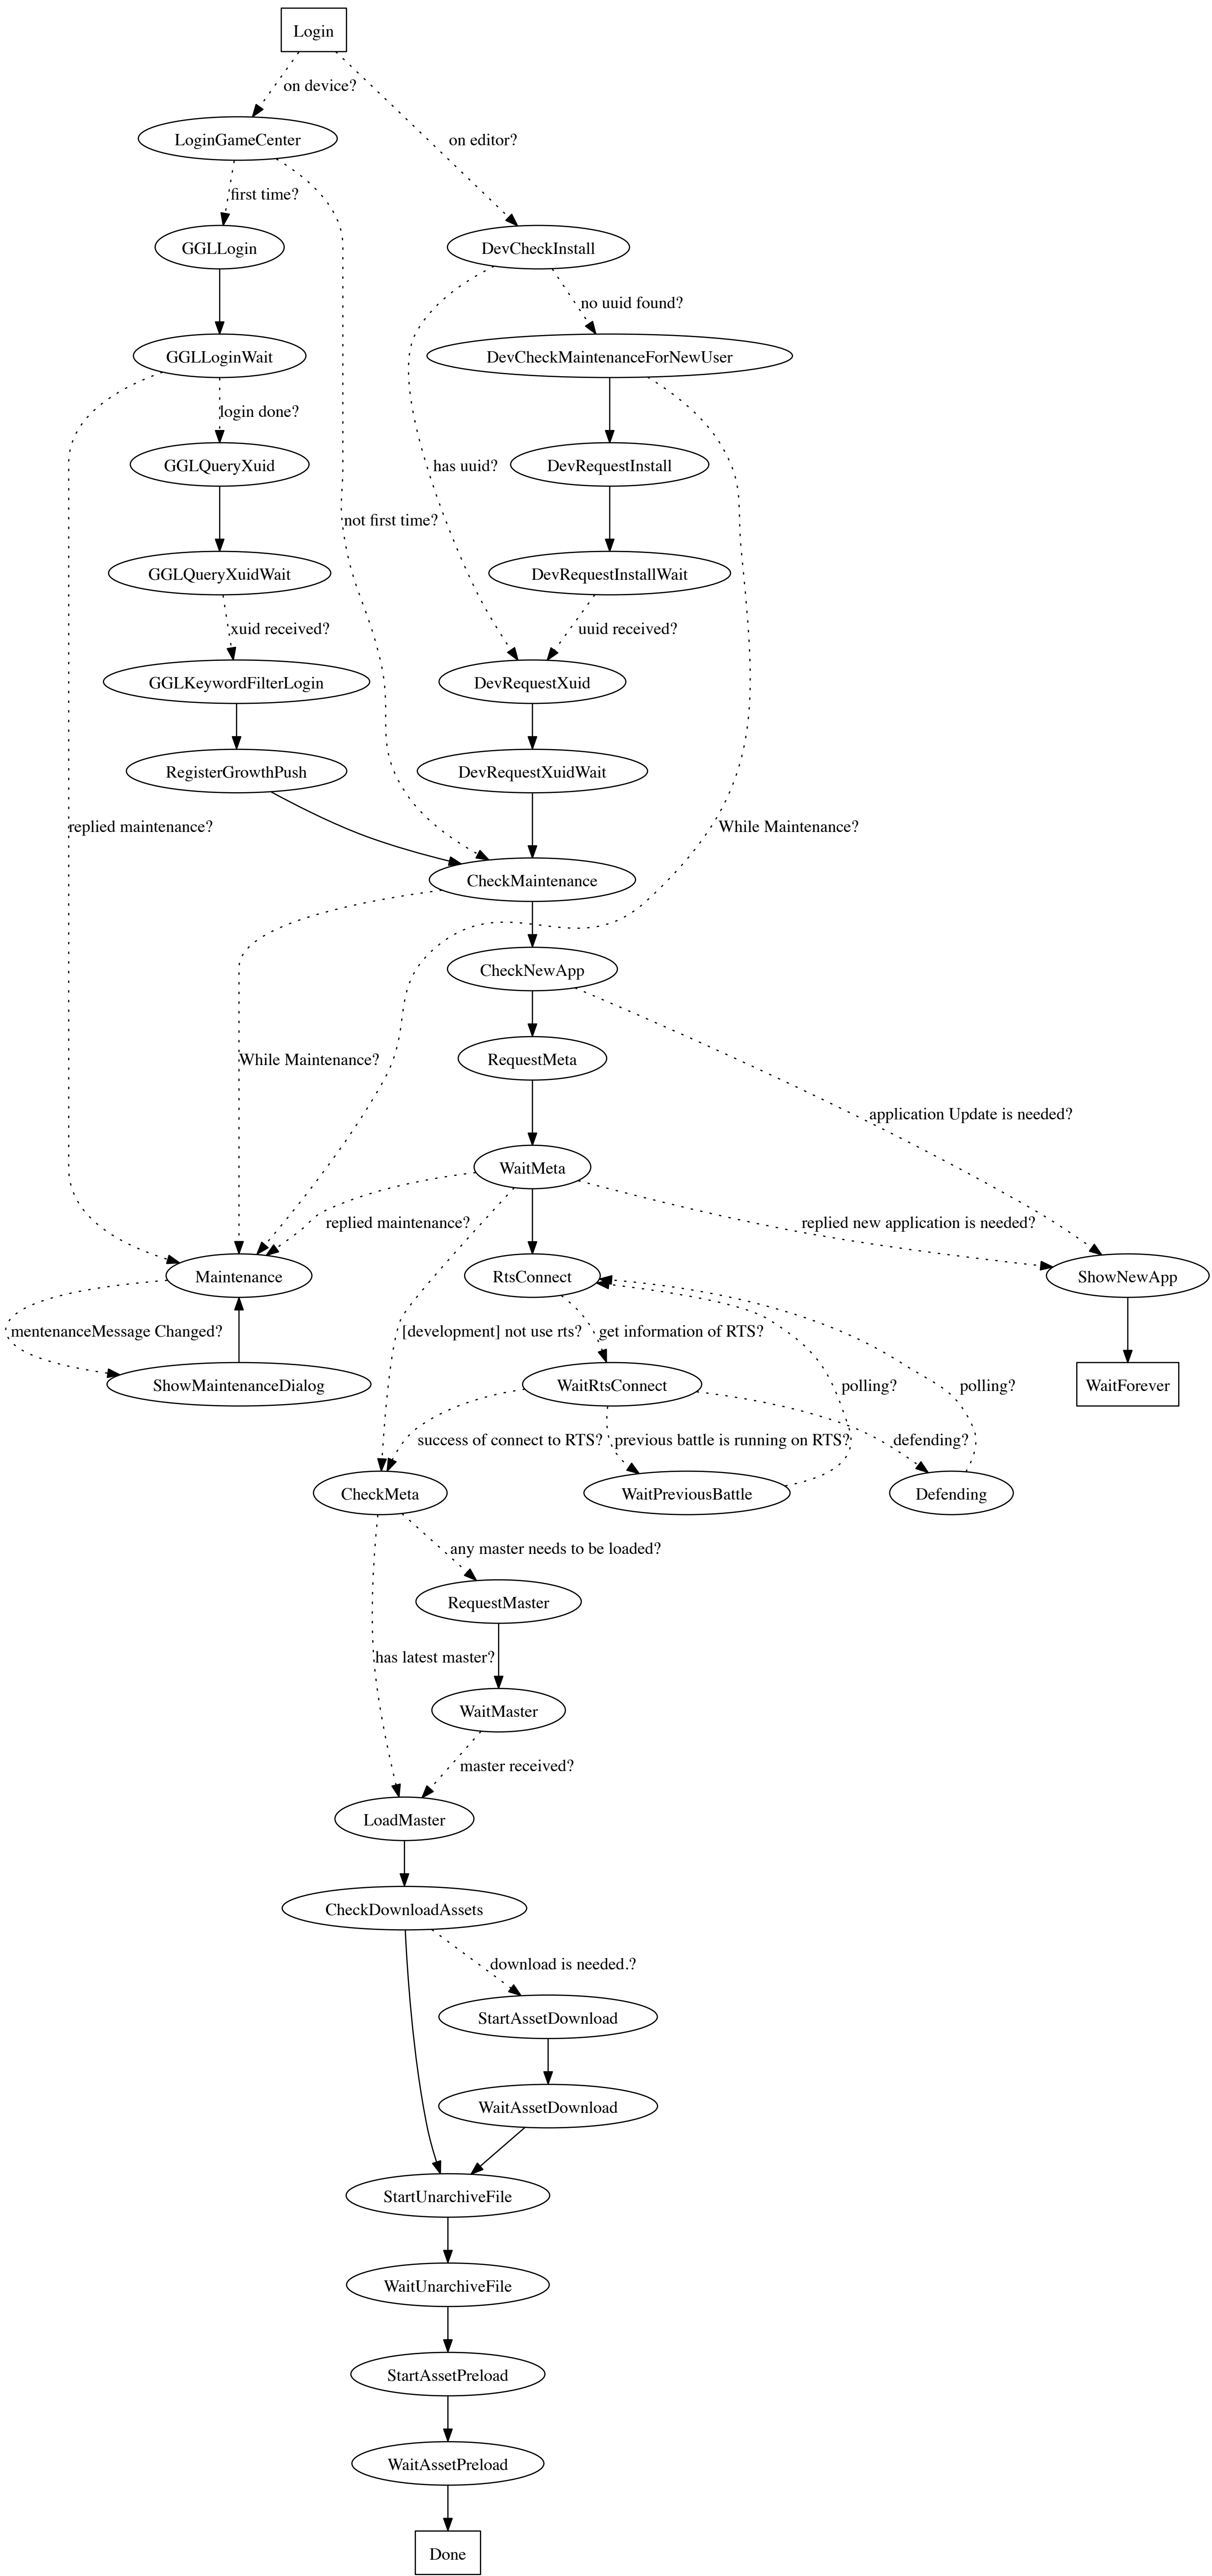 Login
on device?
LoginGameCenter
on editor?
first time?
GGLLogin
DevCheckInstall
no uuid found?
GGLLoginWait
DevCheckMaintenanceForNewUser
login done?
GGLQueryXuid
has uuid?
DevRequestInstall
not first time?
GGLQueryXuidWait
DevRequestInstallWait
xuid received?
uuid received?
GGLKeywordFilterLogin
DevRequestXuid
RegisterGrowthPush
DevRequestXuidWait
replied maintenance?
While Maintenance?
CheckMaintenance
CheckNewApp
While Maintenance?
RequestMeta
application Update is needed?
WaitMeta
replied maintenance?
replied new application is needed?
Maintenance
RtsConnect
ShowNewApp
mentenanceMessage Changed?
[development] not use rts?
get information of RTS?
ShowMaintenanceDialog
WaitRtsConnect
polling?
polling?
WaitForever
success of connect to RTS?
previous battle is running on RTS?
defending?
CheckMeta
WaitPreviousBattle
Defending
any master needs to be loaded?
RequestMaster
has latest master?
WaitMaster
master received?
LoadMaster
CheckDownloadAssets
download is needed.?
StartAssetDownload
WaitAssetDownload
StartUnarchiveFile
WaitUnarchiveFile
StartAssetPreload
WaitAssetPreload
Done